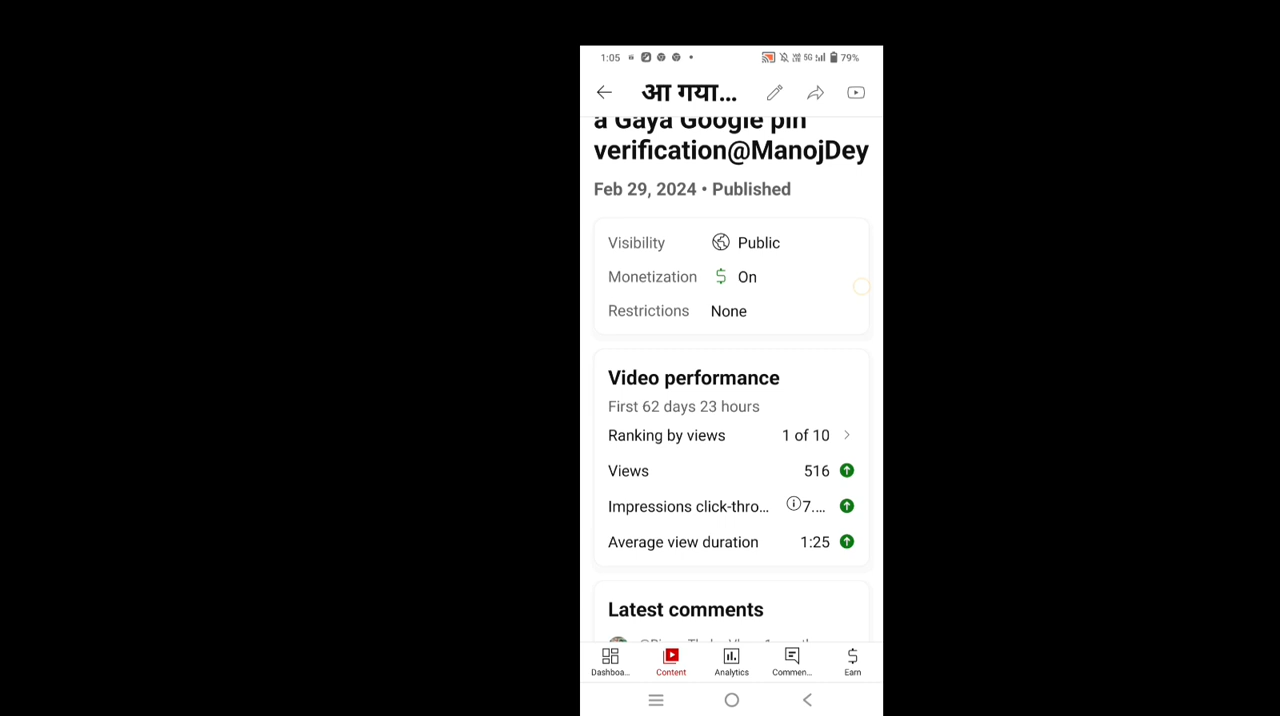 1:05 5G 79%
आ गया...
a Gaya Google pin
verification@ManojDey
Feb 29, 2024 • Published
Visibility Public
Monetization On
Restrictions None
Video performance
First 62 days 23 hours
Ranking by views 1 of 10
Views 516
Impressions click-thro... 7....
Average view duration 1:25
Latest comments
Dashboa... Content Analytics Commen... Earn